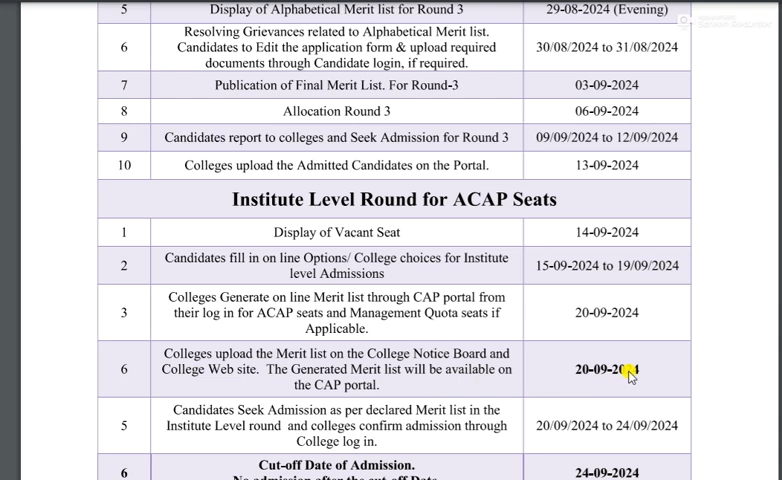 5 Display of Alphabetical Merit list for Round 3 29-08-2024 (Evening)
Resolving Grievances related to Alphabetical Merit list.
6 Candidates to Edit the application form & upload required 30/08/2024 to 31/08/2024
documents through Candidate login, if required.
7 Publication of Final Merit List. For Round-3 03-09-2024
8 Allocation Round 3 06-09-2024
9 Candidates report to colleges and Seek Admission for Round 3 09/09/2024 to 12/09/2024
10 Colleges upload the Admitted Candidates on the Portal. 13-09-2024
Institute Level Round for ACAP Seats
1 Display of Vacant Seat 14-09-2024
2 Candidates fill in on line Options/ College choices for Institute 15-09-2024 to 19/09/2024
level Admissions
Colleges Generate on line Merit list through CAP portal from
3 their log in for ACAP seats and Management Quota seats if 20-09-2024
Applicable.
Colleges upload the Merit list on the College Notice Board and
6 College Web site. The Generated Merit list will be available on 20-09-2024
the CAP portal.
Candidates Seek Admission as per declared Merit list in the
5 Institute Level round and colleges confirm admission through 20/09/2024 to 24/09/2024
College log in.
6 Cut-off Date of Admission. 24-09-2024
No admission after the cut-off Date